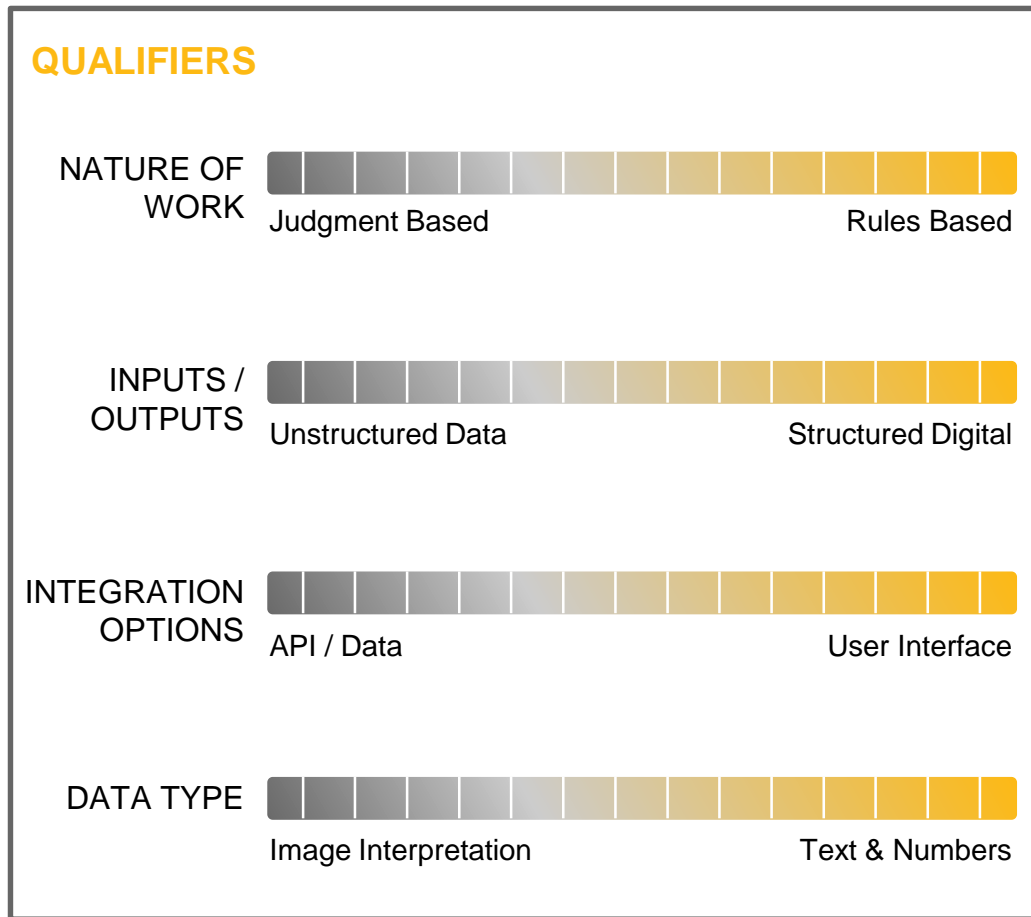 QUALIFIERS
NATURE OF
WORK
Judgment Based Rules Based
INPUTS /
OUTPUTS
Unstructured Data Structured Digital
INTEGRATION
OPTIONS
API / Data User Interface
DATA TYPE
Image Interpretation Text & Numbers